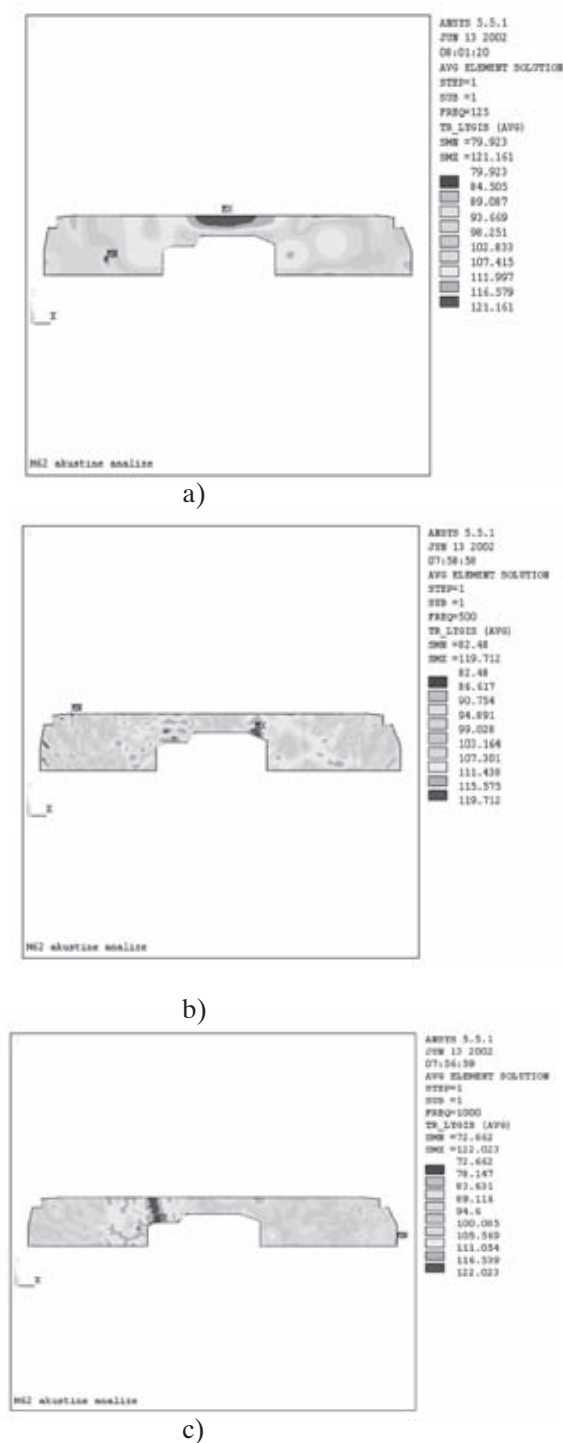 ANSYS 5.5.1
JUN 13 2002
08:01:20
AVG ELEMENT SOLUTION
STEP=1
SUB =1
FREQ=125
TR_LYGIS (AVG)
SMN =79.923
SMX =121.161
79.923
84.505
89.087
93.669
98.251
102.833
107.415
111.997
116.579
121.161
MX
MN
X
M62 akustine analize
a)
ANSYS 5.5.1
JUN 13 2002
07:58:58
AVG ELEMENT SOLUTION
STEP=1
SUB =1
FREQ=500
TR_LYGIS (AVG)
SMN =82.48
SMX =119.712
82.48
86.617
90.754
94.891
99.028
103.164
107.301
111.438
115.575
119.712
MN
MX
X
M62 akustine analize
b)
ANSYS 5.5.1
JUN 13 2002
07:56:58
AVG ELEMENT SOLUTION
STEP=1
SUB =1
FREQ=1000
TR_LYGIS (AVG)
SMN =72.662
SMX =122.023
72.662
78.147
83.631
89.116
94.6
100.085
105.569
111.054
116.539
122.023
X
M62 akustine analize
c)